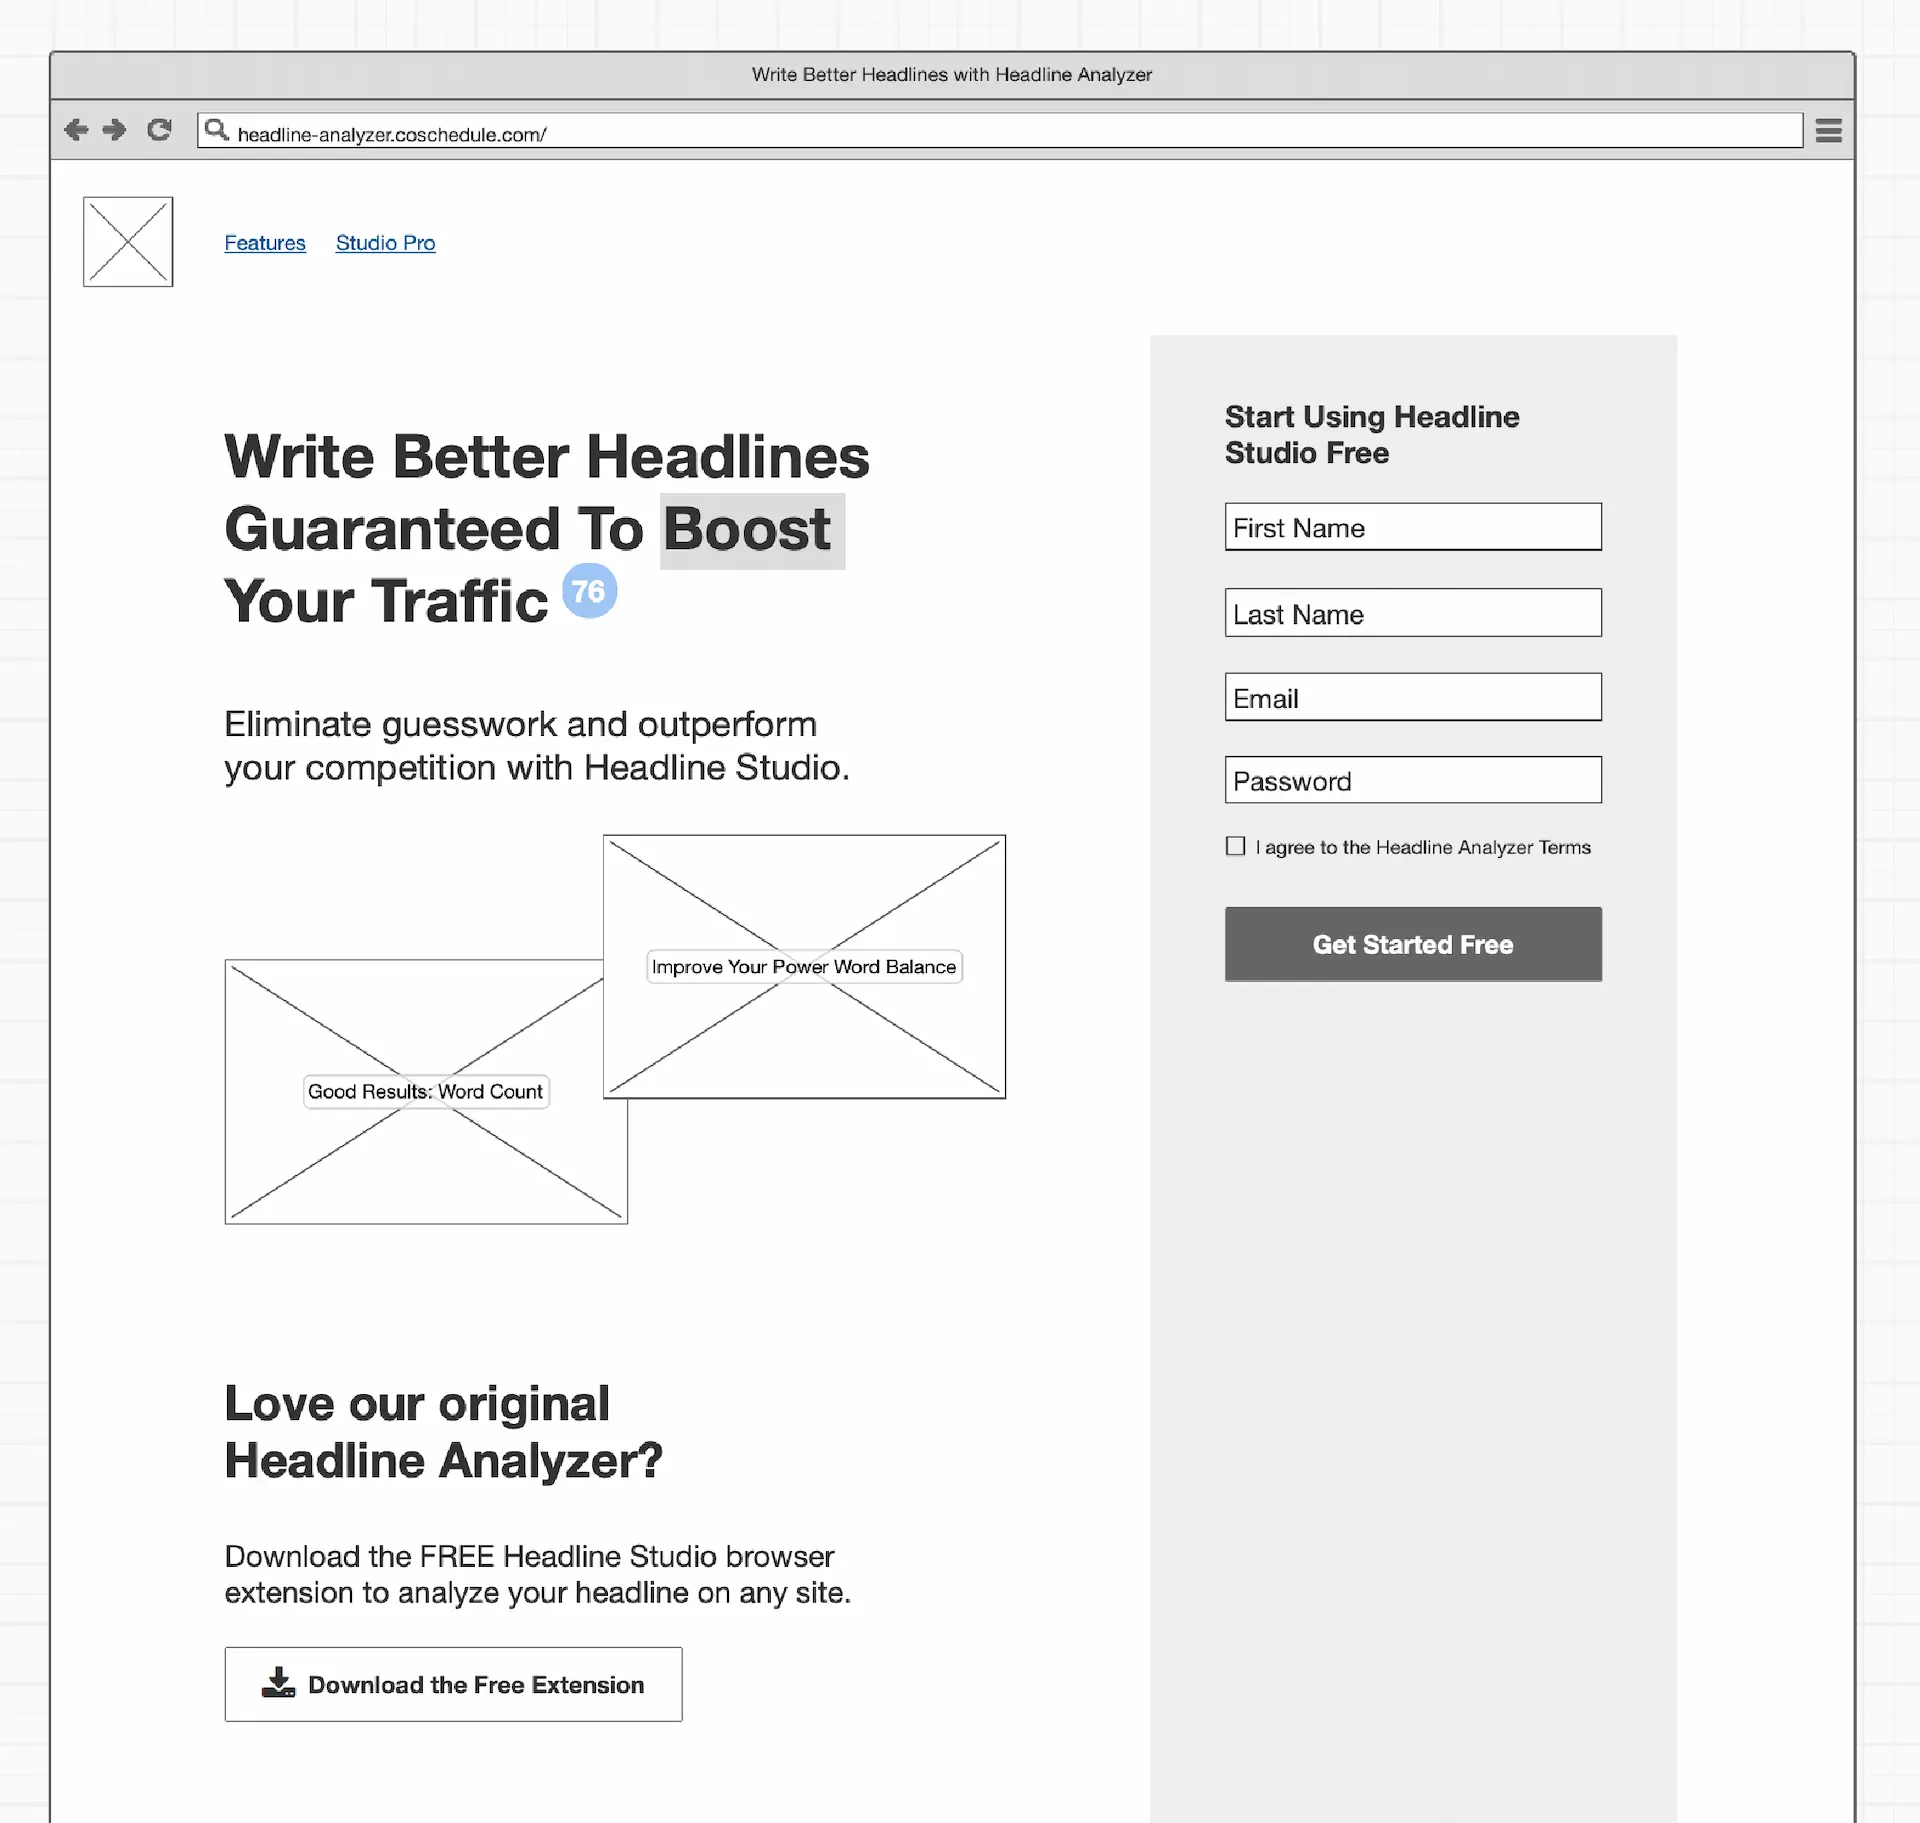 Write Better Headlines with Headline Analyzer
headline-analyzer.coschedule.com/
Features
Studio Pro
Write Better Headlines
Guaranteed To Boost
Your Traffic 76
Eliminate guesswork and outperform
your competition with Headline Studio.
Improve Your Power Word Balance
Good Results: Word Count
Love our original
Headline Analyzer?
Download the FREE Headline Studio browser
extension to analyze your headline on any site.
Download the Free Extension
Start Using Headline
Studio Free
First Name
Last Name
Email
Password
I agree to the Headline Analyzer Terms
Get Started Free